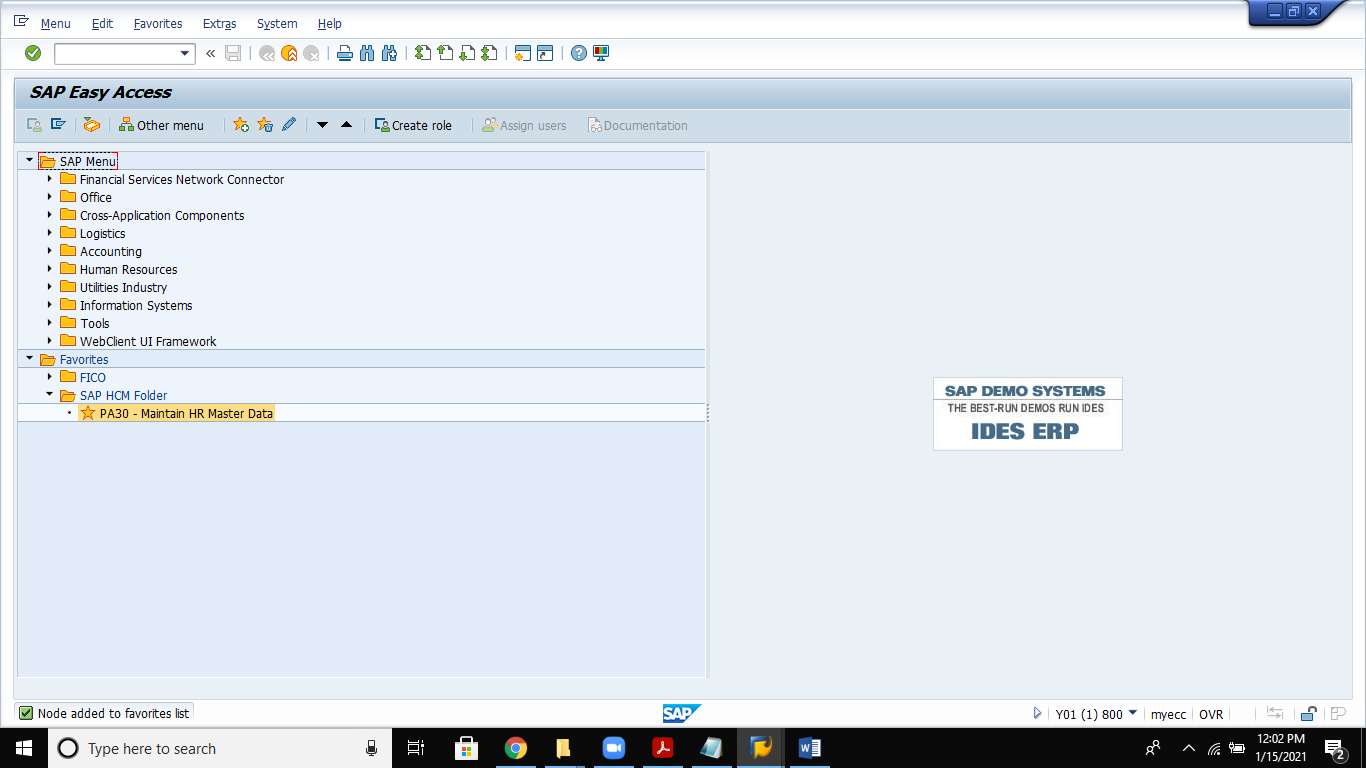 Menu Edit Favorites Extras System Help
SAP Easy Access
Other menu Create role Assign users Documentation
SAP Menu
Financial Services Network Connector
Office
Cross-Application Components
Logistics
Accounting
Human Resources
Utilities Industry
Information Systems
Tools
WebClient UI Framework
Favorites
FICO
SAP HCM Folder
PA30 - Maintain HR Master Data
SAP DEMO SYSTEMS
THE BEST-RUN DEMOS RUN IDES
IDES ERP
Node added to favorites list
SAP
Y01 (1) 800 myecc OVR
Type here to search
12:02 PM
1/15/2021
2